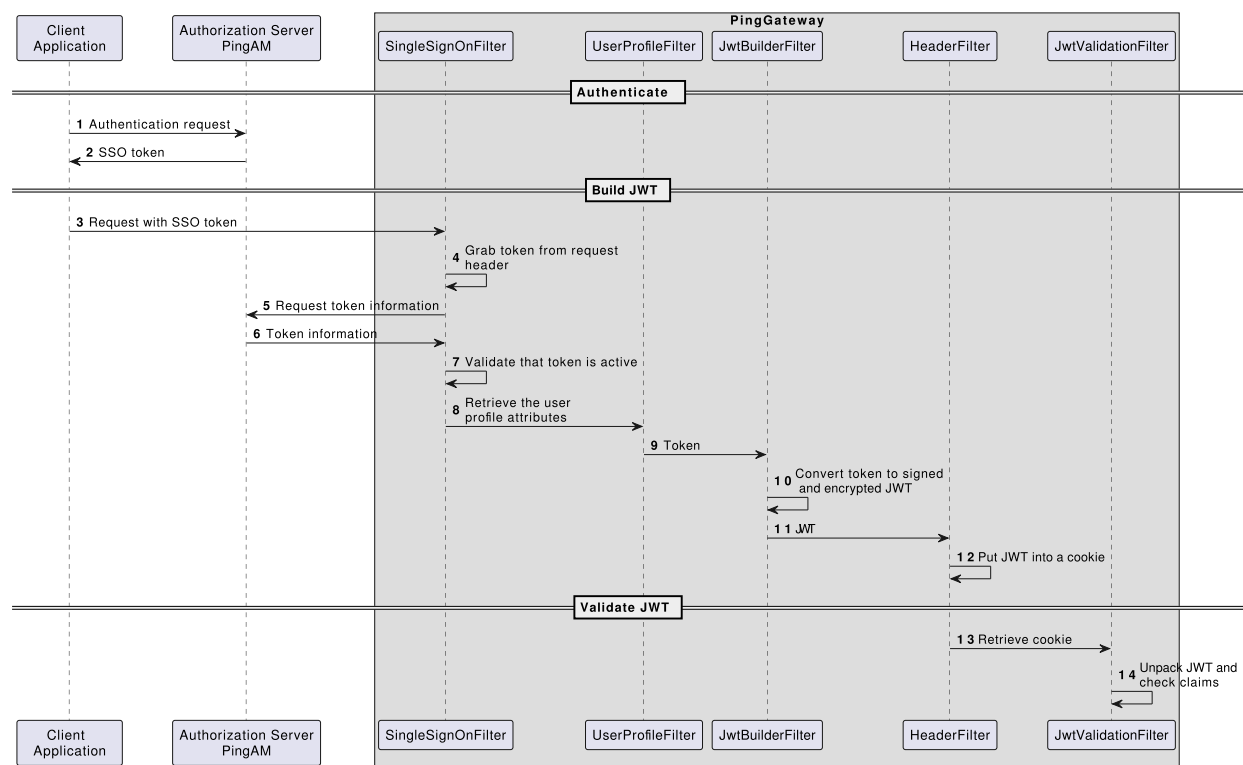 PingGateway
Client
Application
Authorization Server
PingAM
SingleSignOnFilter
UserProfileFilter
JwtBuilderFilter
HeaderFilter
JwtValidationFilter
Authenticate
1 Authentication request
2 SSO token
Build JWT
3 Request with SSO token
4 Grab token from request
header
5 Request token information
6 Token information
7 Validate that token is active
8 Retrieve the user
profile attributes
9 Token
10 Convert token to signed
and encrypted JWT
11 JWT
12 Put JWT into a cookie
Validate JWT
13 Retrieve cookie
14 Unpack JWT and
check claims
Client
Application
Authorization Server
PingAM
SingleSignOnFilter
UserProfileFilter
JwtBuilderFilter
HeaderFilter
JwtValidationFilter